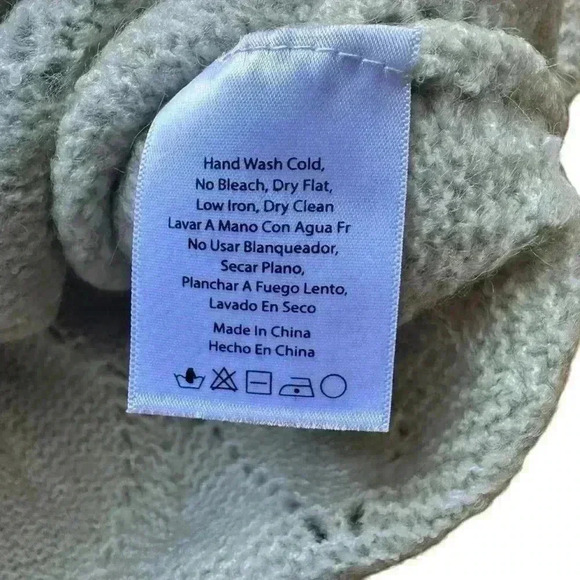 Hand Wash Cold,
No Bleach, Dry Flat,
Low Iron, Dry Clean
Lavar A Mano Con Agua Fr
No Usar Blanqueador,
Secar Plano,
Planchar A Fuego Lento,
Lavado En Seco
Made In China
Hecho En China